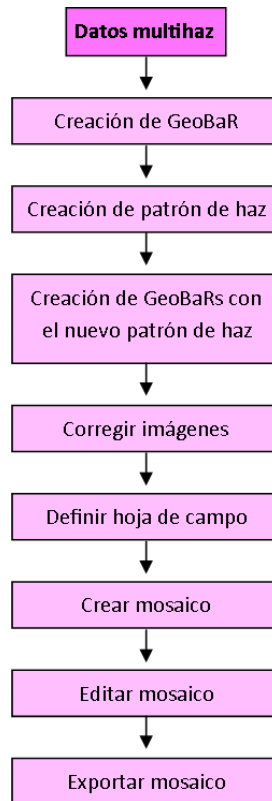 Datos multihaz
Creación de GeoBaR
Creación de patrón de haz
Creación de GeoBaRs con
el nuevo patrón de haz
Corregir imágenes
Definir hoja de campo
Crear mosaico
Editar mosaico
Exportar mosaico